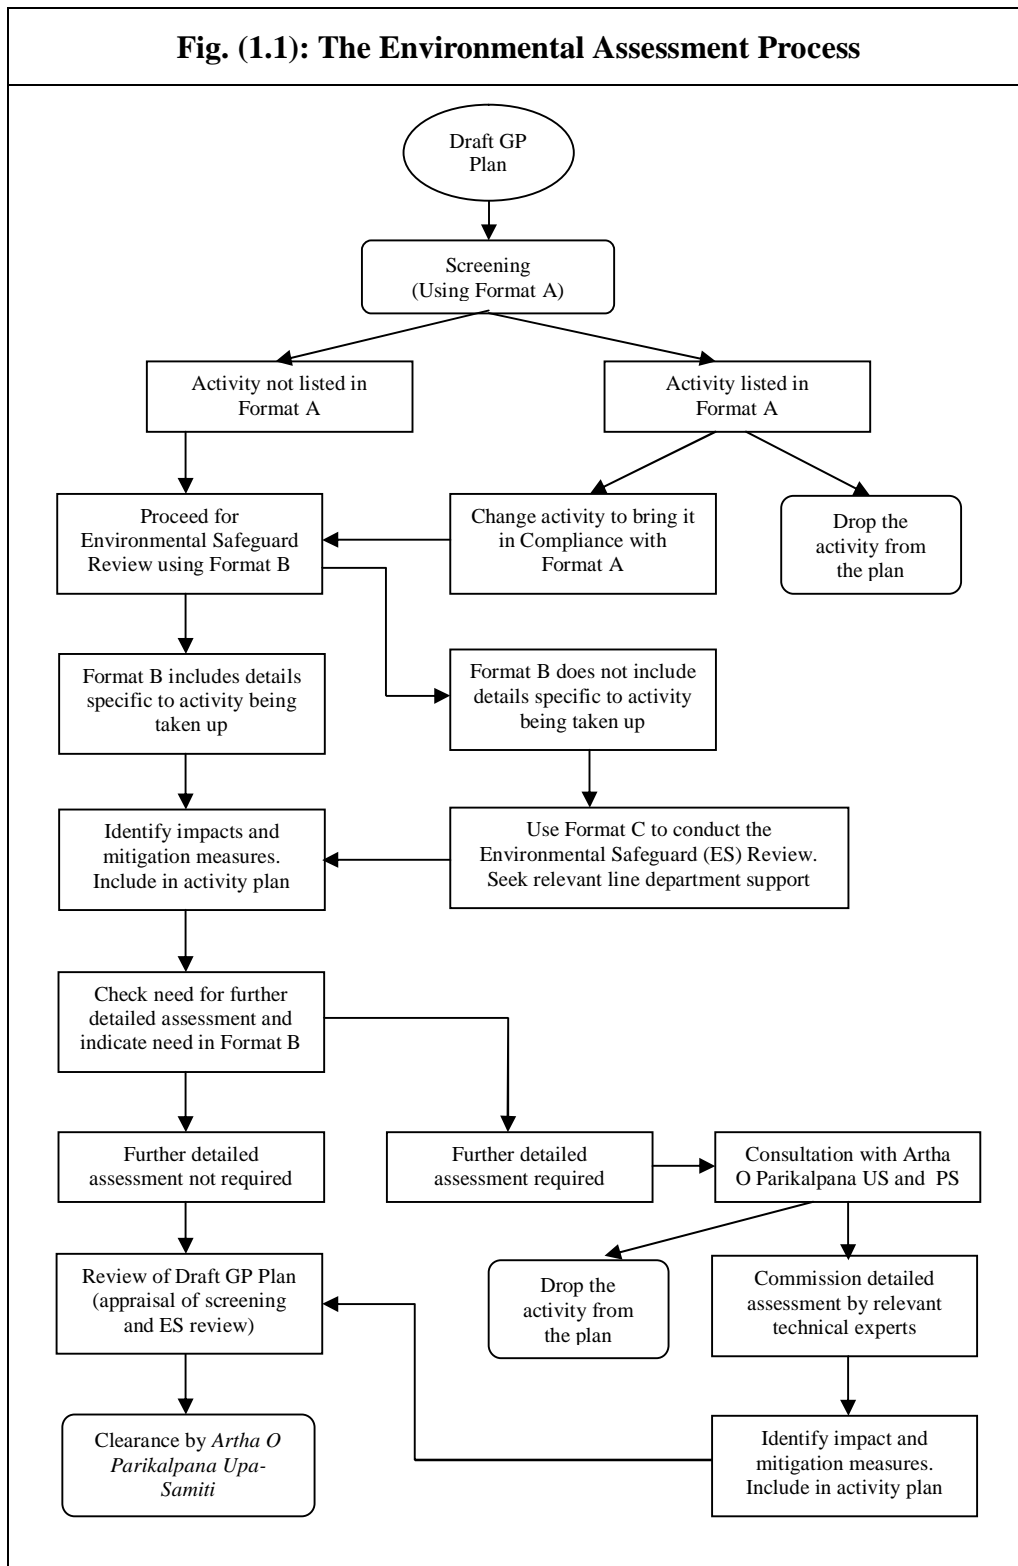 Fig. (1.1): The Environmental Assessment Process
Draft GP
Plan
Screening
(Using Format A)
Activity not listed in
Format A
Activity listed in
Format A
Proceed for
Environmental Safeguard
Review using Format B
Change activity to bring it
in Compliance with
Format A
Drop the
activity from
the plan
Format B includes details
specific to activity being
taken up
Format B does not include
details specific to activity
being taken up
Identify impacts and
mitigation measures.
Include in activity plan
Use Format C to conduct the
Environmental Safeguard (ES) Review.
Seek relevant line department support
Check need for further
detailed assessment and
indicate need in Format B
Further detailed
assessment not required
Further detailed
assessment required
Consultation with Artha
O Parikalpana US and PS
Review of Draft GP Plan
(appraisal of screening
and ES review)
Drop the
activity from
the plan
Commission detailed
assessment by relevant
technical experts
Clearance by Artha O
Parikalpana Upa-
Samiti
Identify impact and
mitigation measures.
Include in activity plan